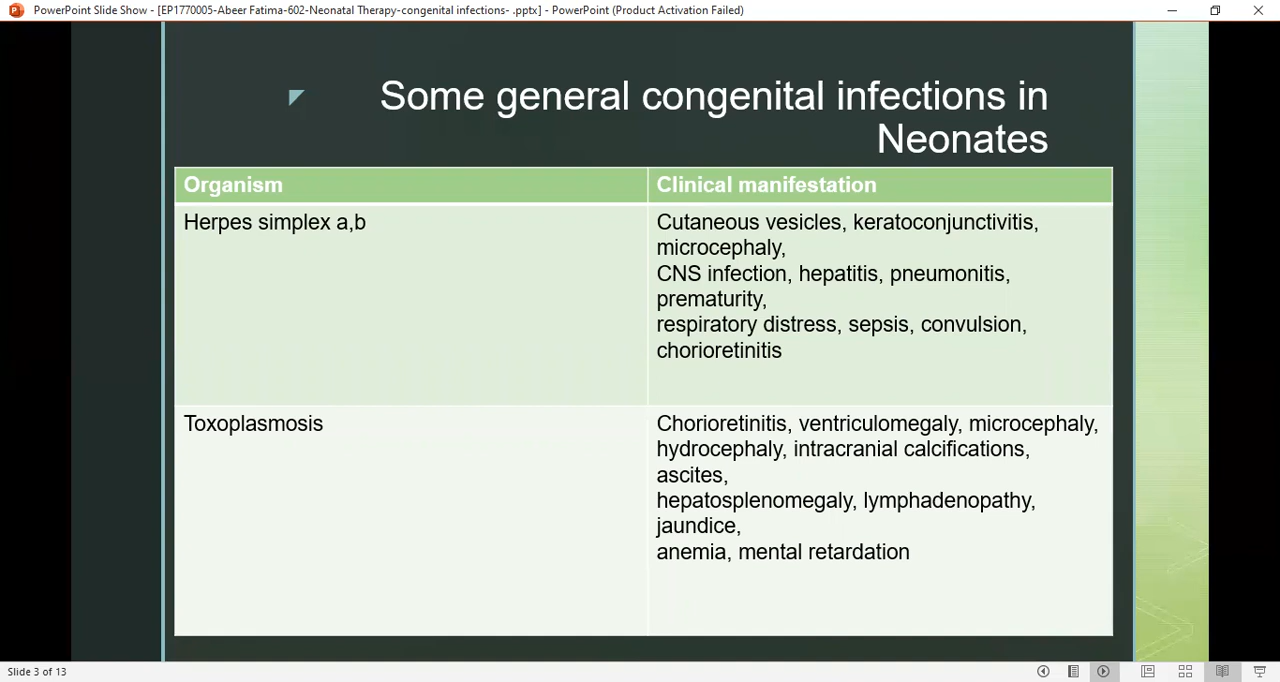 PowerPoint Slide Show - [EP1770005-Abeer Fatima-602-Neonatal Therapy-congenital infections- .pptx] - PowerPoint (Product Activation Failed)
Some general congenital infections in
Neonates
Organism
Clinical manifestation
Herpes simplex a,b
Cutaneous vesicles, keratoconjunctivitis,
microcephaly,
CNS infection, hepatitis, pneumonitis,
prematurity,
respiratory distress, sepsis, convulsion,
chorioretinitis
Toxoplasmosis
Chorioretinitis, ventriculomegaly, microcephaly,
hydrocephaly, intracranial calcifications,
ascites,
hepatosplenomegaly, lymphadenopathy,
jaundice,
anemia, mental retardation
Slide 3 of 13